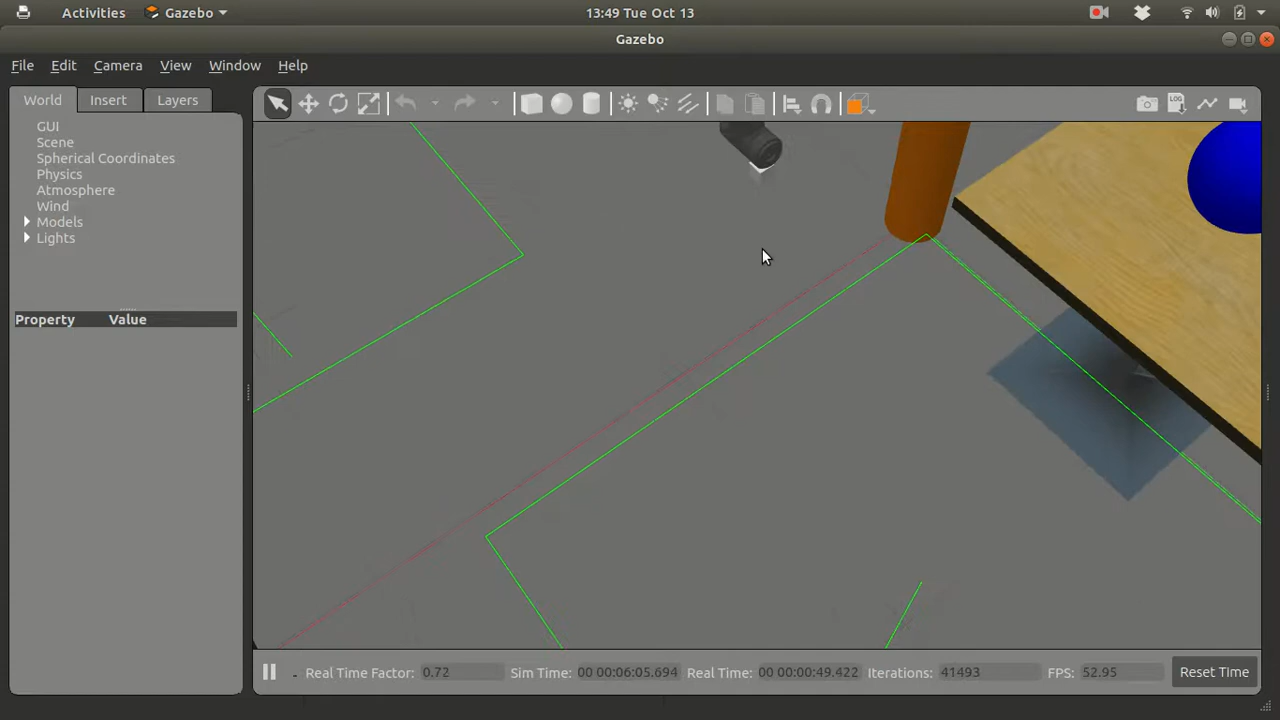 Activities Gazebo 13:49 Tue Oct 13
Gazebo
File Edit Camera View Window Help
World Insert Layers
GUI
Scene
Spherical Coordinates
Physics
Atmosphere
Wind
Models
Lights
Property Value
Real Time Factor: 0.72 Sim Time: 00 00:06:05.694 Real Time: 00 00:00:49.422 Iterations: 41493 FPS: 52.95 Reset Time